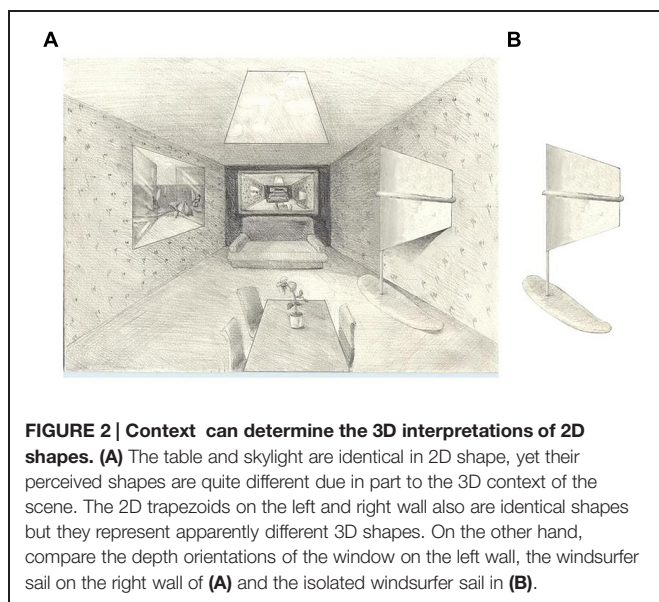 A
B
FIGURE 2 | Context can determine the 3D interpretations of 2D
shapes. (A) The table and skylight are identical in 2D shape, yet their
perceived shapes are quite different due in part to the 3D context of the
scene. The 2D trapezoids on the left and right wall also are identical shapes
but they represent apparently different 3D shapes. On the other hand,
compare the depth orientations of the window on the left wall, the windsurfer
sail on the right wall of (A) and the isolated windsurfer sail in (B).